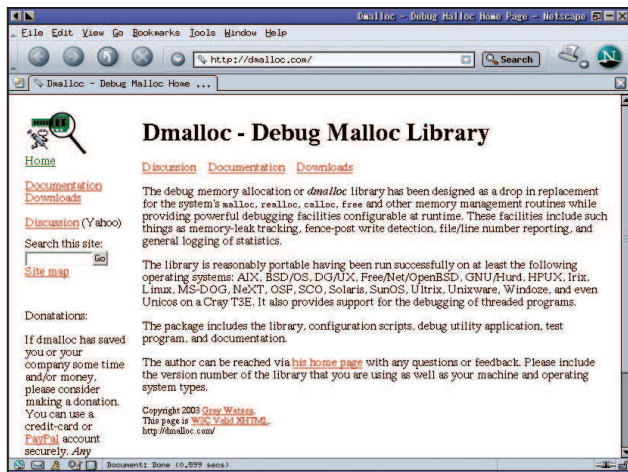 Dmalloc - Debug Malloc Home Page - Netscape
File Edit View Go Bookmarks Tools Window Help
http://dmalloc.com/ Search N
Dmalloc - Debug Malloc Home ...
Home
Documentation
Downloads
Discussion (Yahoo)
Search this site:
Go
Site map
Donatations:
If dmalloc has saved
you or your
company some time
and/or money,
please consider
making a donation.
You can use a
credit-card or
PayPal account
securely. Any
Dmalloc - Debug Malloc Library
Discussion Documentation Downloads
The debug memory allocation or dmalloc library has been designed as a drop in replacement
for the system's malloc, realloc, calloc, free and other memory management routines while
providing powerful debugging facilities configurable at runtime. These facilities include such
things as memory-leak tracking, fence-post write detection, file/line number reporting, and
general logging of statistics.
The library is reasonably portable having been run successfully on at least the following
operating systems: AIX, BSD/OS, DG/UX, Free/Net/OpenBSD, GNU/Hurd, HPUX, Irix,
Linux, MS-DOG, NeXT, OSF, SCO, Solaris, SunOS, Ultrix, Unixware, Windoze, and even
Unicos on a Cray T3E. It also provides support for the debugging of threaded programs.
The package includes the library, configuration scripts, debug utility application, test
program, and documentation.
The author can be reached via his home page with any questions or feedback. Please include
the version number of the library that you are using as well as your machine and operating
system types.
Copyright 2003 Gray Watson.
This page is W3C Valid XHTML.
http://dmalloc.com/
Document: Done (0.599 secs)